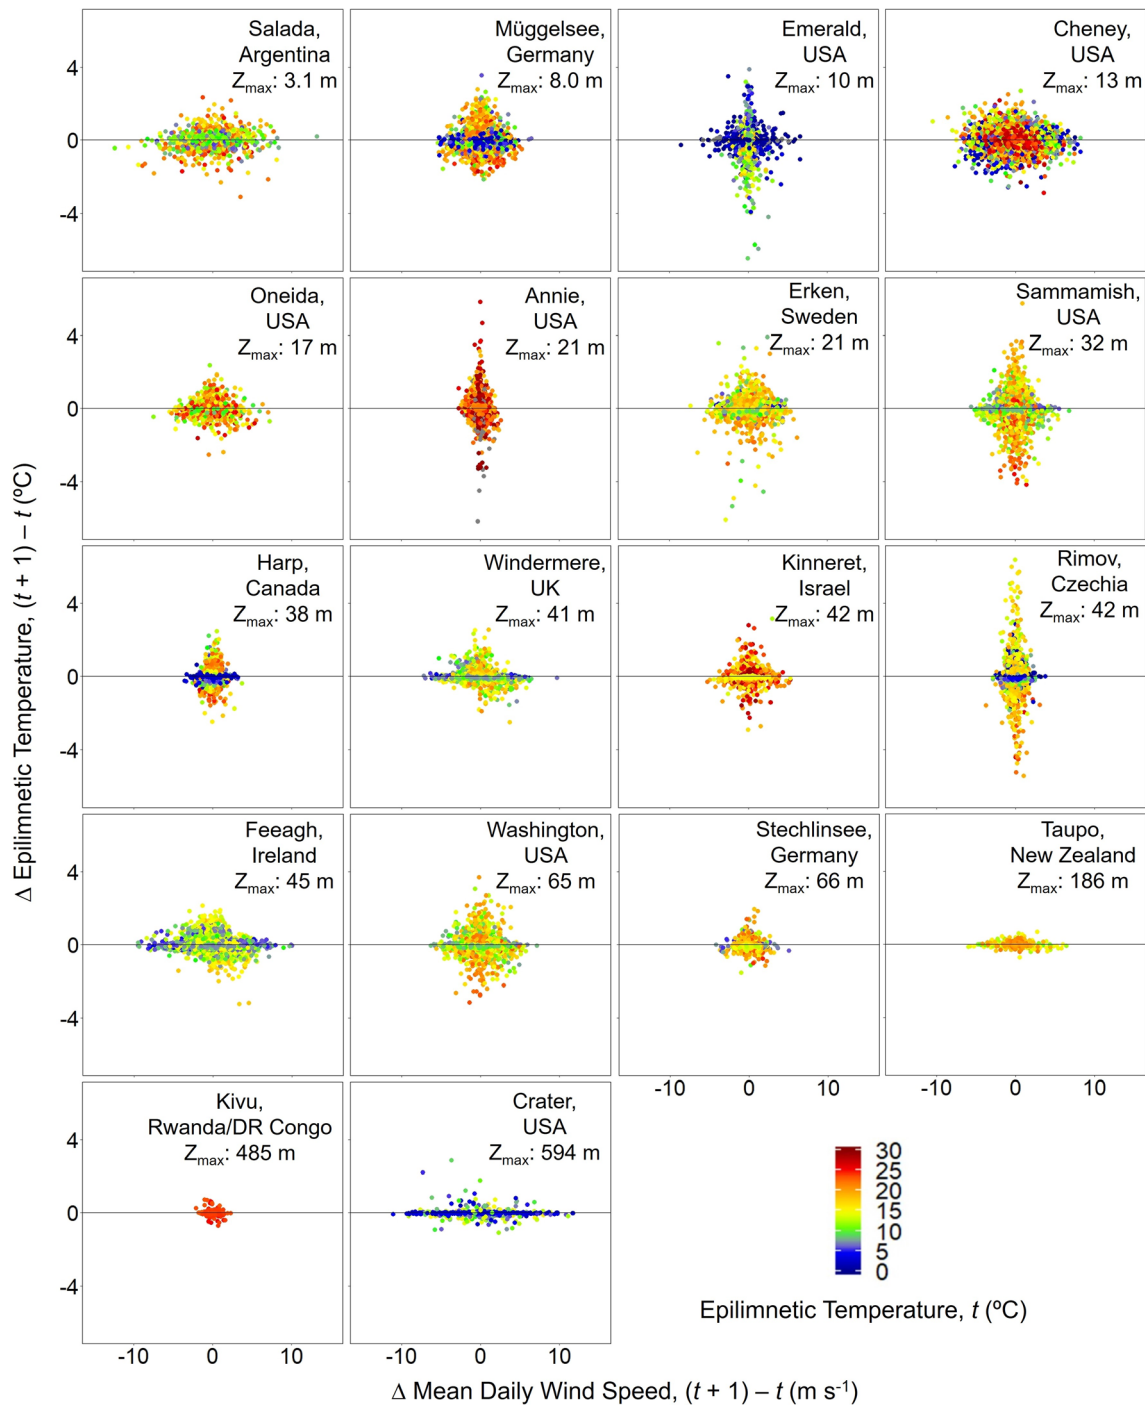 Salada,
Argentina
Zmax: 3.1 m
Müggelsee,
Germany
Zmax: 8.0 m
Emerald,
USA
Zmax: 10 m
Cheney,
USA
Zmax: 13 m
4
0
-4
Oneida,
USA
Zmax: 17 m
Annie,
USA
Zmax: 21 m
Erken,
Sweden
Zmax: 21 m
Sammamish,
USA
Zmax: 32 m
4
0
-4
Δ Epilimnetic Temperature, (t + 1) – t (ºC)
Harp,
Canada
Zmax: 38 m
Windermere,
UK
Zmax: 41 m
Kinneret,
Israel
Zmax: 42 m
Rimov,
Czechia
Zmax: 42 m
4
0
-4
Feeagh,
Ireland
Zmax: 45 m
Washington,
USA
Zmax: 65 m
Stechlinsee,
Germany
Zmax: 66 m
Taupo,
New Zealand
Zmax: 186 m
4
0
-4
-10 0 10
-10 0 10
Kivu,
Rwanda/DR Congo
Zmax: 485 m
Crater,
USA
Zmax: 594 m
4
0
-4
-10 0 10
-10 0 10
30
25
20
15
10
5
0
Epilimnetic Temperature, t (ºC)
Δ Mean Daily Wind Speed, (t + 1) – t (m s-1)